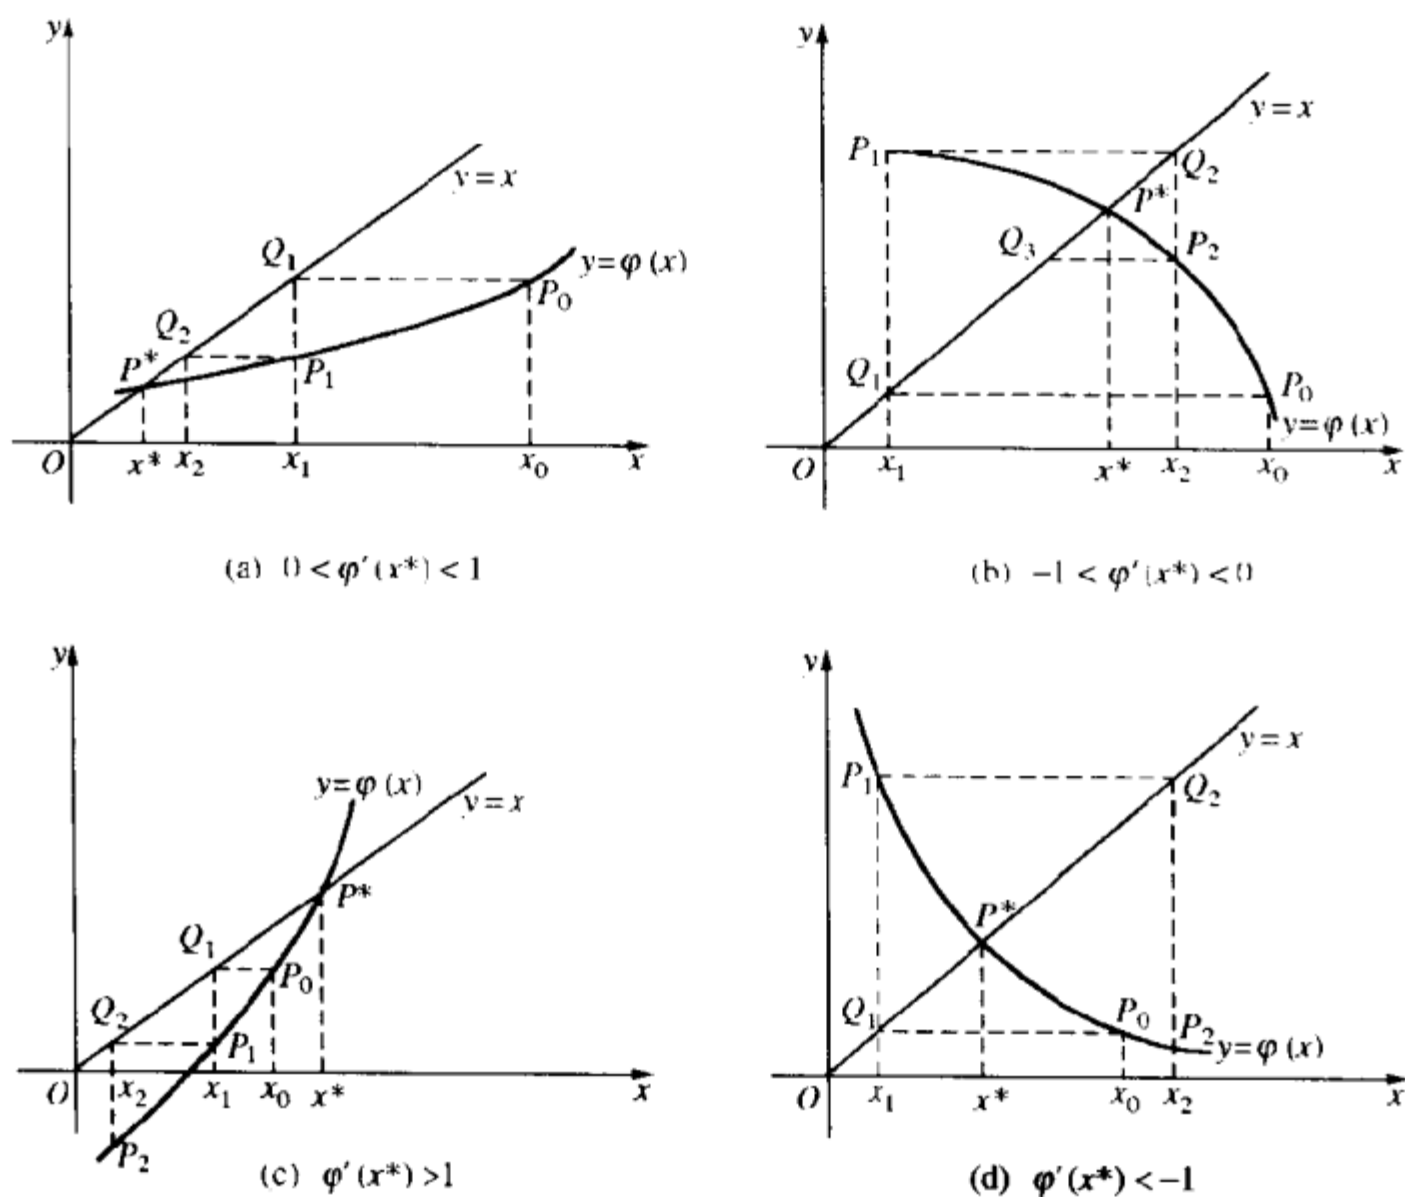 y
y = x
Q₁
y=φ(x)
P₀
Q₂
P*
P₁
O x* x₂ x₁ x₀ x
(a) 0 < φ′(x*) < 1
y
y = x
P₁
Q₂
P*
Q₃
P₂
Q₁
P₀
y=φ(x)
O x₁ x* x₂ x₀ x
(b) −1 < φ′(x*) < 0
y
y=φ(x)
y = x
P*
Q₁
P₀
Q₂
P₁
O x₂ x₁ x₀ x* x
P₂
(c) φ′(x*) >1
y
y = x
P₁
Q₂
P*
Q₁
P₀
P₂
y=φ(x)
O x₁ x* x₀ x₂ x
(d) φ′(x*) < −1